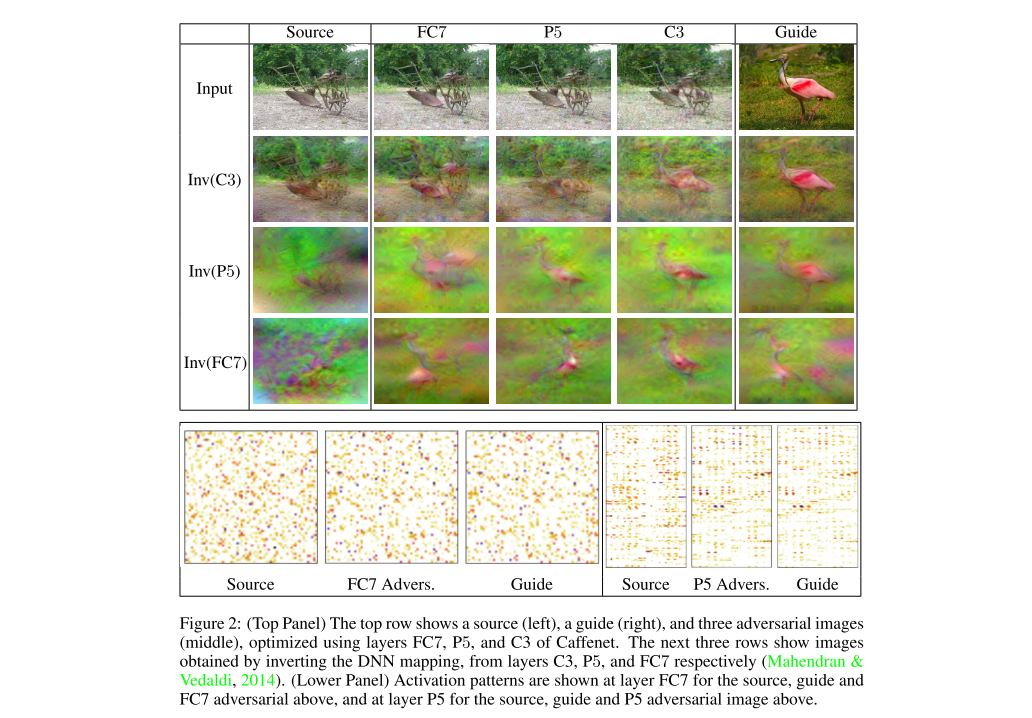 Source FC7 P5 C3 Guide
Input
Inv(C3)
Inv(P5)
Inv(FC7)
Source FC7 Advers. Guide Source P5 Advers. Guide
Figure 2: (Top Panel) The top row shows a source (left), a guide (right), and three adversarial images
(middle), optimized using layers FC7, P5, and C3 of Caffenet. The next three rows show images
obtained by inverting the DNN mapping, from layers C3, P5, and FC7 respectively (Mahendran &
Vedaldi, 2014). (Lower Panel) Activation patterns are shown at layer FC7 for the source, guide and
FC7 adversarial above, and at layer P5 for the source, guide and P5 adversarial image above.